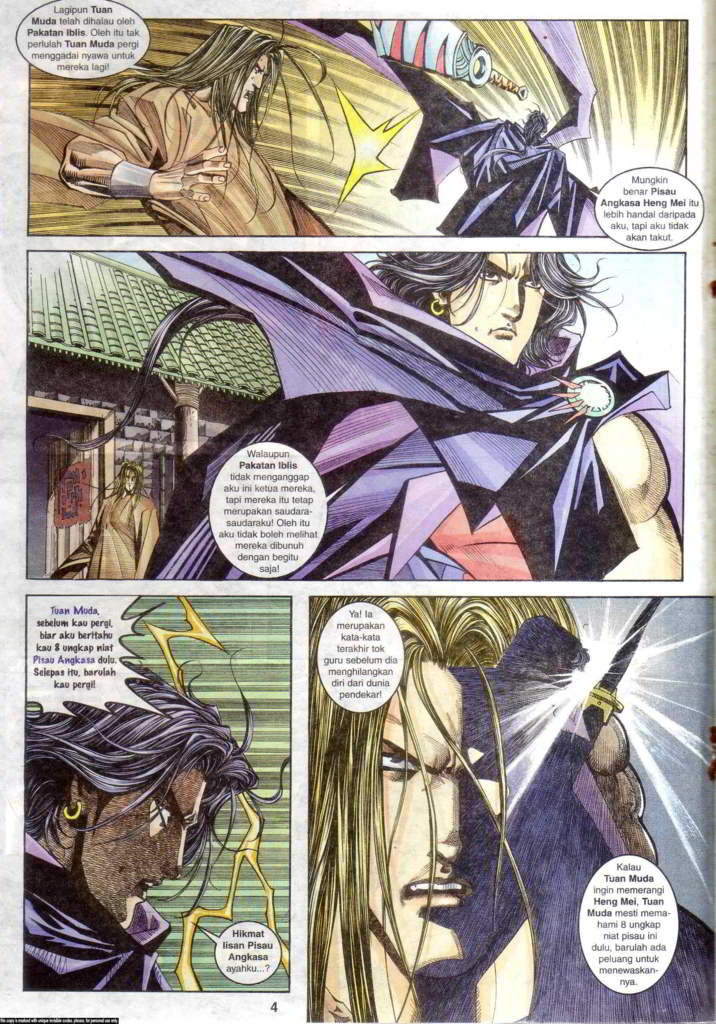 Lagipun Tuan
Muda telah dihalau oleh
Pakatan Iblis. Oleh itu tak
perlulah Tuan Muda pergi
menggadai nyawa untuk
mereka lagi!
Mungkin
benar Pisau
Angkasa Heng Mei itu
lebih handal daripada
aku, tapi aku tidak
akan takut.
Walaupun
Pakatan Iblis
tidak menganggap
aku ini ketua mereka,
tapi mereka itu tetap
merupakan saudara-
saudaraku! Oleh itu
aku tidak boleh melihat
mereka dibunuh
dengan begitu
saja!
Tuan Muda,
sebelum kau pergi,
biar aku beritahu
kau 8 ungkap niat
Pisau Angkasa dulu.
Selepas itu, barulah
kau pergi!
Hikmat
lisan Pisau
Angkasa
ayahku...?
Ya! Ia
merupakan
kata-kata
terakhir tok
guru sebelum dia
menghilangkan
diri dari dunia
pendekar!
Kalau
Tuan Muda
ingin memerangi
Heng Mei, Tuan
Muda mesti mema-
hami 8 ungkap
niat pisau ini
dulu, barulah ada
peluang untuk
menewaskan-
nya.
4